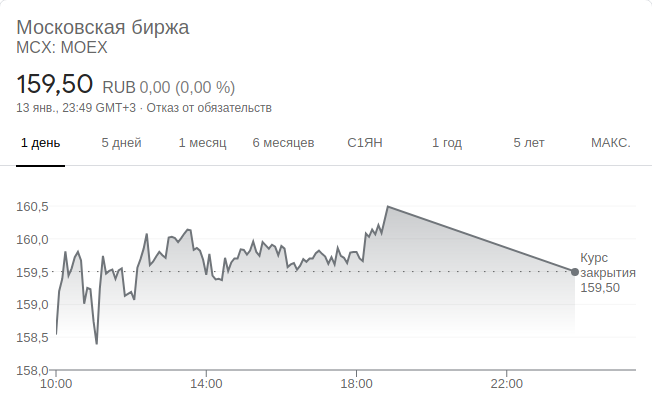 Московская биржа
MCX: MOEX
159,50 RUB 0,00 (0,00 %)
13 янв., 23:49 GMT+3 · Отказ от обязательств
1 день 5 дней 1 месяц 6 месяцев С1ЯН 1 год 5 лет МАКС.
160,5
160,0
159,5
159,0
158,5
158,0
Курс
закрытия
159,50
10:00 14:00 18:00 22:00